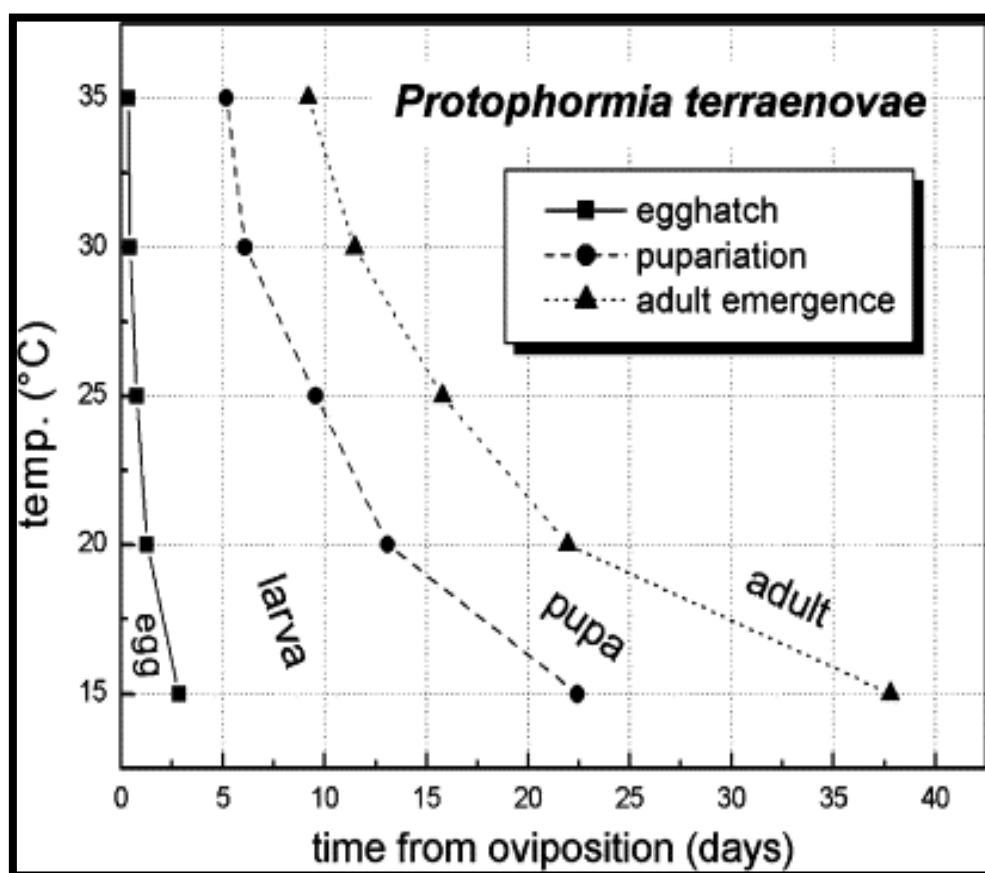 Protophormia terraenovae
egghatch
pupariation
adult emergence
temp. (°C)
35
30
25
20
15
egg
larva
pupa
adult
0 5 10 15 20 25 30 35 40
time from oviposition (days)